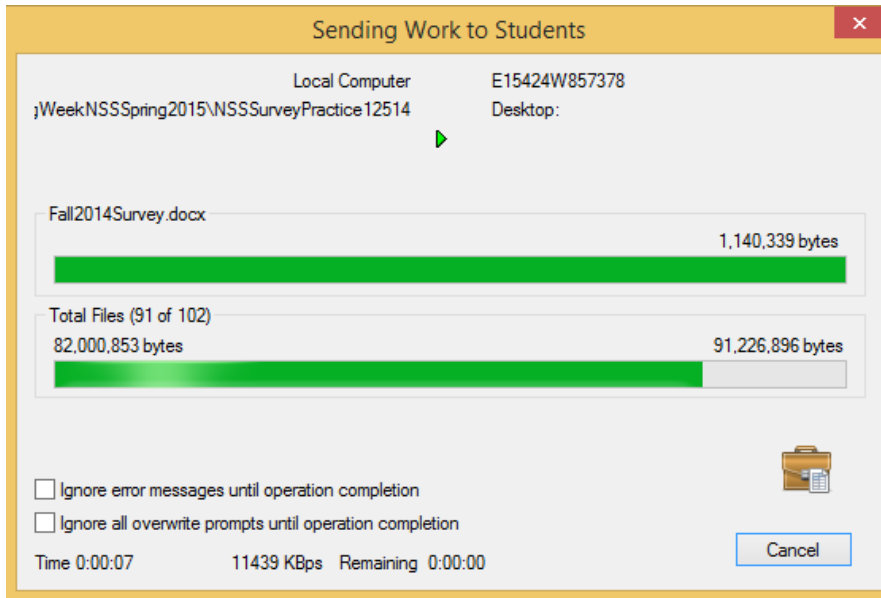 Sending Work to Students
Local Computer E15424W857378
gWeekNSSSpring2015\NSSSurveyPractice12514 Desktop:
Fall2014Survey.docx
1,140,339 bytes
Total Files (91 of 102)
82,000,853 bytes 91,226,896 bytes
Ignore error messages until operation completion
Ignore all overwrite prompts until operation completion
Cancel
Time 0:00:07 11439 KBps Remaining 0:00:00